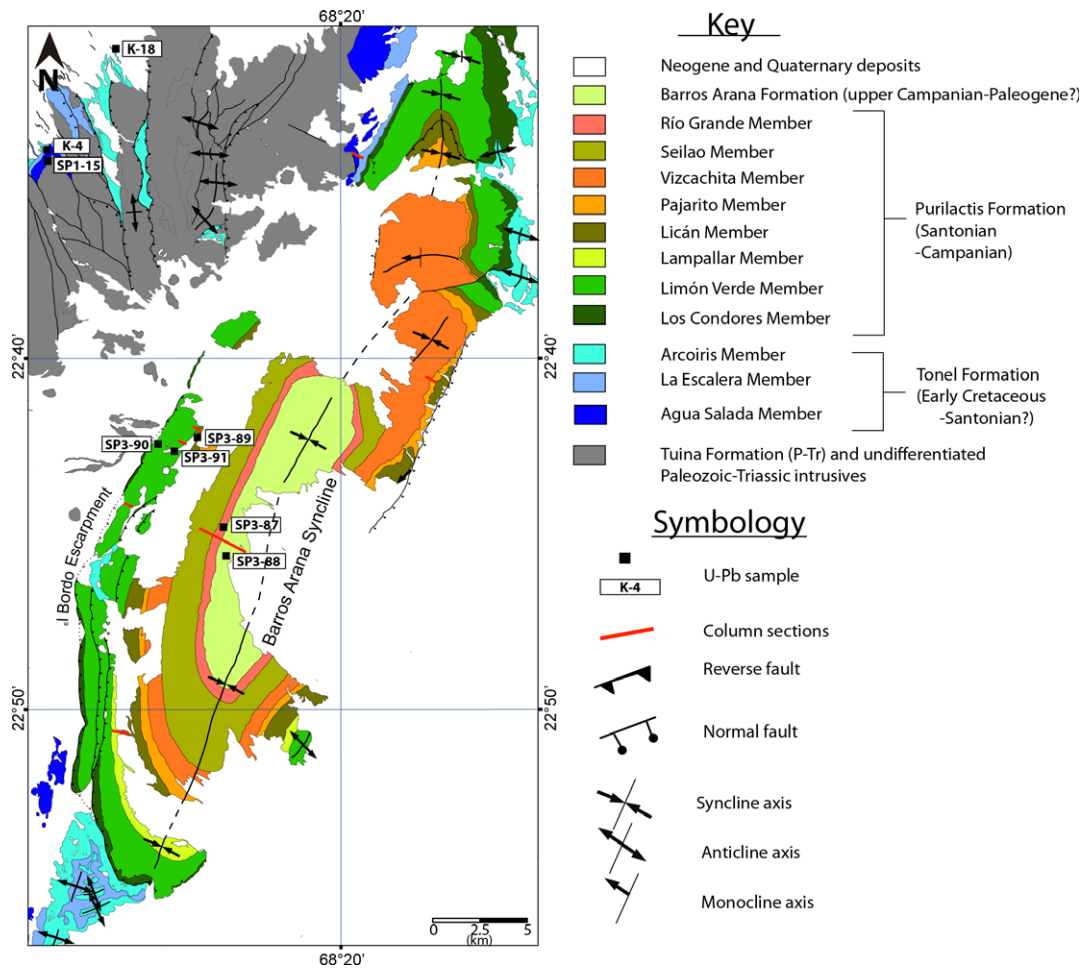 68°20'
N
K-18
K-4
SP1-15
22°40'
22°40'
SP3-89
SP3-90
SP3-91
SP3-87
SP3-88
l Bordo Escarpment
Barros Arana Syncline
22°50'
22°50'
0 2.5 5
(km)
68°20'
Key
Neogene and Quaternary deposits
Barros Arana Formation (upper Campanian-Paleogene?)
Río Grande Member
Seilao Member
Vizcachita Member
Pajarito Member
Licán Member
Lampallar Member
Limón Verde Member
Los Condores Member
Purilactis Formation
(Santonian
-Campanian)
Arcoiris Member
La Escalera Member
Agua Salada Member
Tonel Formation
(Early Cretaceous
-Santonian?)
Tuina Formation (P-Tr) and undifferentiated
Paleozoic-Triassic intrusives
Symbology
K-4
U-Pb sample
Column sections
Reverse fault
Normal fault
Syncline axis
Anticline axis
Monocline axis